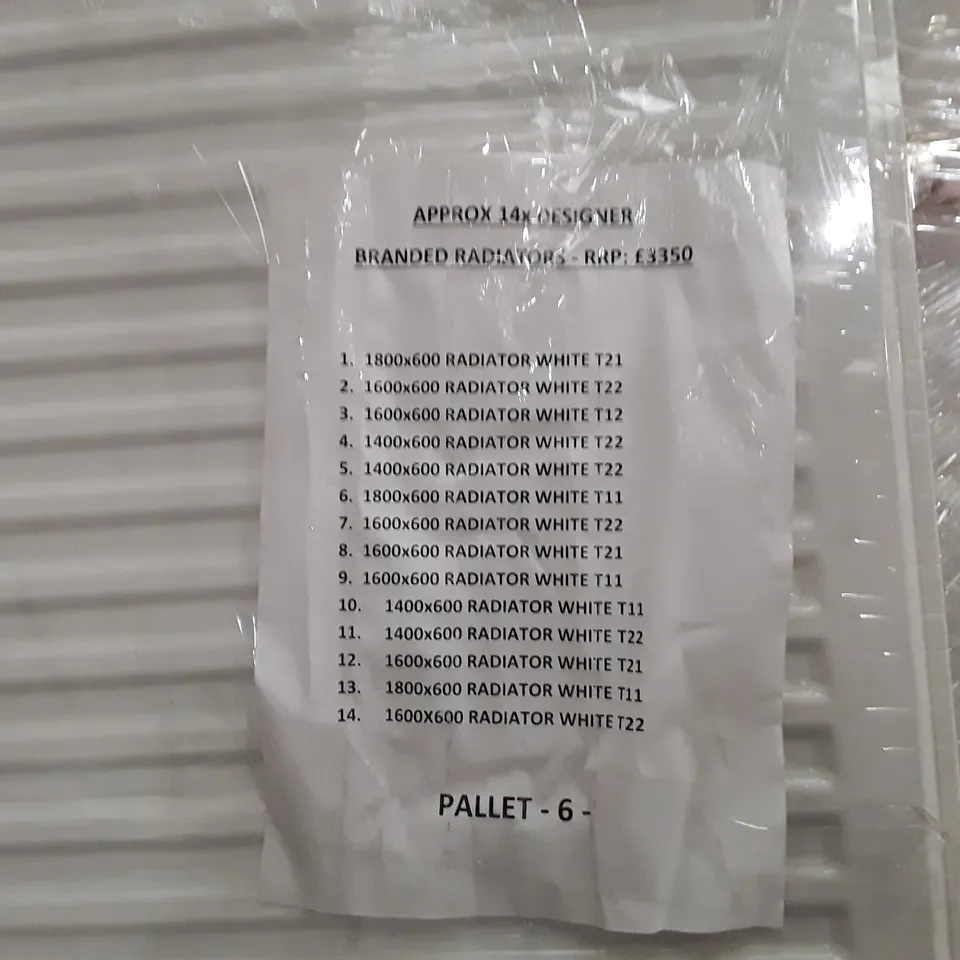 APPROX 14x DESIGNER
BRANDED RADIATORS - RRP: £3350
1. 1800x600 RADIATOR WHITE T21
2. 1600x600 RADIATOR WHITE T22
3. 1600x600 RADIATOR WHITE T12
4. 1400x600 RADIATOR WHITE T22
5. 1400x600 RADIATOR WHITE T22
6. 1800x600 RADIATOR WHITE T11
7. 1600x600 RADIATOR WHITE T22
8. 1600x600 RADIATOR WHITE T21
9. 1600x600 RADIATOR WHITE T11
10. 1400x600 RADIATOR WHITE T11
11. 1400x600 RADIATOR WHITE T22
12. 1600x600 RADIATOR WHITE T21
13. 1800x600 RADIATOR WHITE T11
14. 1600X600 RADIATOR WHITE T22
PALLET - 6 -